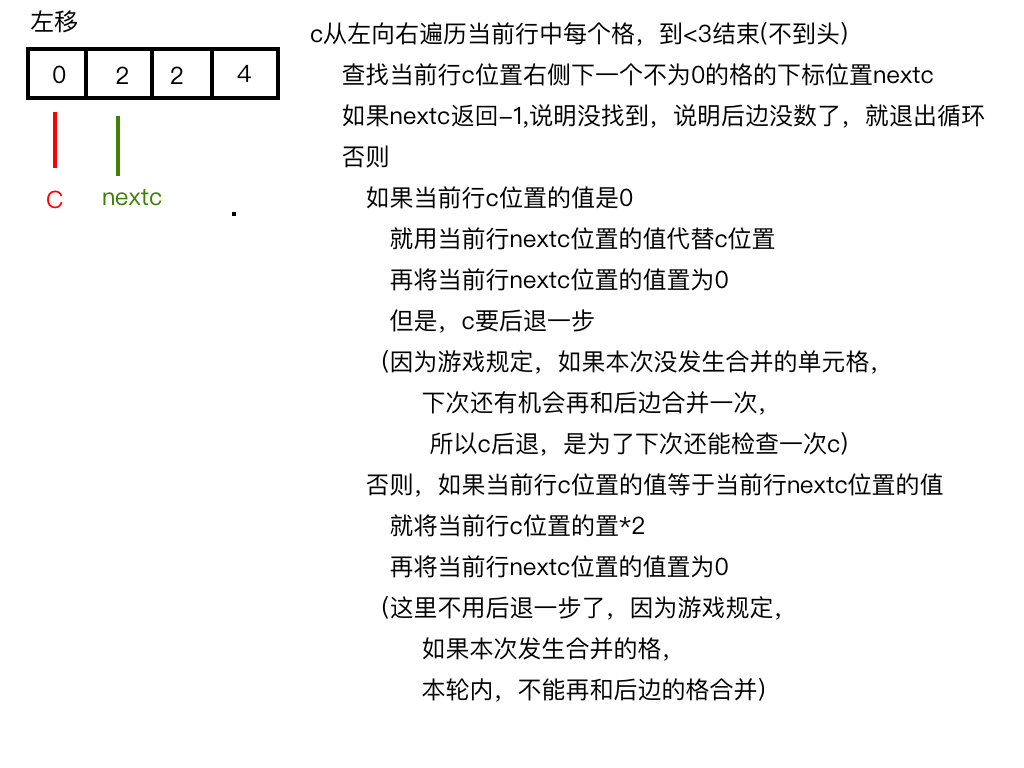 左移
0 2 2 4
C nextc
c从左向右遍历当前行中每个格，到<3结束(不到头)
查找当前行c位置右侧下一个不为0的格的下标位置nextc
如果nextc返回-1,说明没找到，说明后边没数了，就退出循环
否则
如果当前行c位置的值是0
就用当前行nextc位置的值代替c位置
再将当前行nextc位置的值置为0
但是，c要后退一步
（因为游戏规定，如果本次没发生合并的单元格，
下次还有机会再和后边合并一次，
所以c后退，是为了下次还能检查一次c）
否则，如果当前行c位置的值等于当前行nextc位置的值
就将当前行c位置的置*2
再将当前行nextc位置的值置为0
（这里不用后退一步了，因为游戏规定，
如果本次发生合并的格，
本轮内，不能再和后边的格合并）